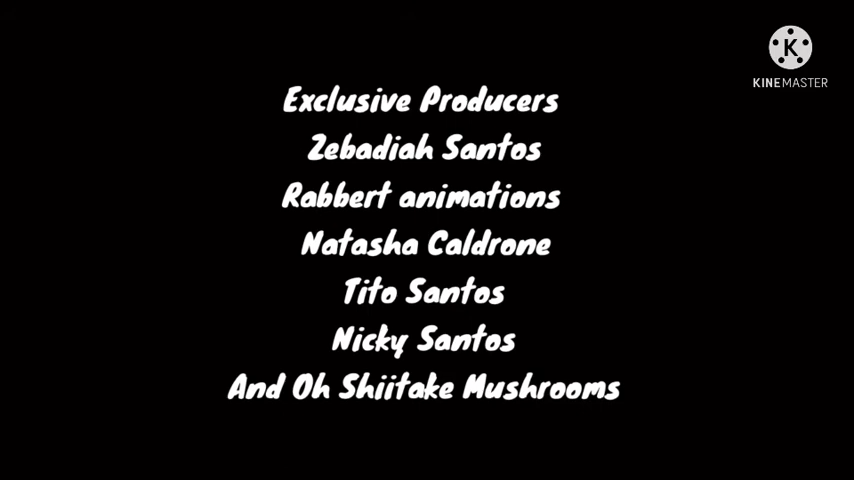 KINEMASTER
Exclusive Producers
Zebadiah Santos
Rabbert animations
Natasha Caldrone
Tito Santos
Nicky Santos
And Oh Shiitake Mushrooms